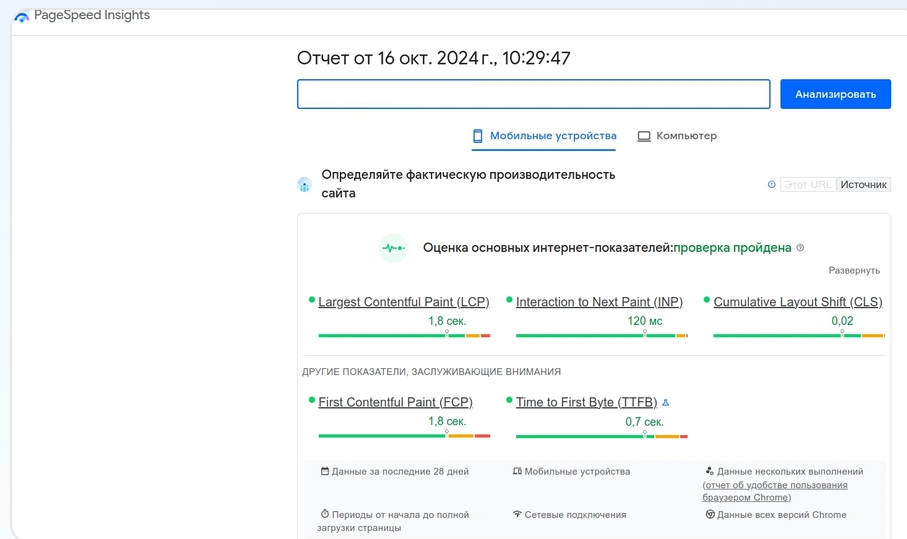 PageSpeed Insights
Отчет от 16 окт. 2024 г., 10:29:47
Анализировать
Мобильные устройства
Компьютер
Определяйте фактическую производительность
сайта
Этот URL
Источник
Оценка основных интернет-показателей:проверка пройдена
Развернуть
Largest Contentful Paint (LCP)
1,8 сек.
Interaction to Next Paint (INP)
120 мс
Cumulative Layout Shift (CLS)
0,02
ДРУГИЕ ПОКАЗАТЕЛИ, ЗАСЛУЖИВАЮЩИЕ ВНИМАНИЯ
First Contentful Paint (FCP)
1,8 сек.
Time to First Byte (TTFB)
0,7 сек.
Данные за последние 28 дней
Мобильные устройства
Данные нескольких выполнений
(отчет об удобстве пользования
браузером Chrome)
Периоды от начала до полной
загрузки страницы
Сетевые подключения
Данные всех версий Chrome